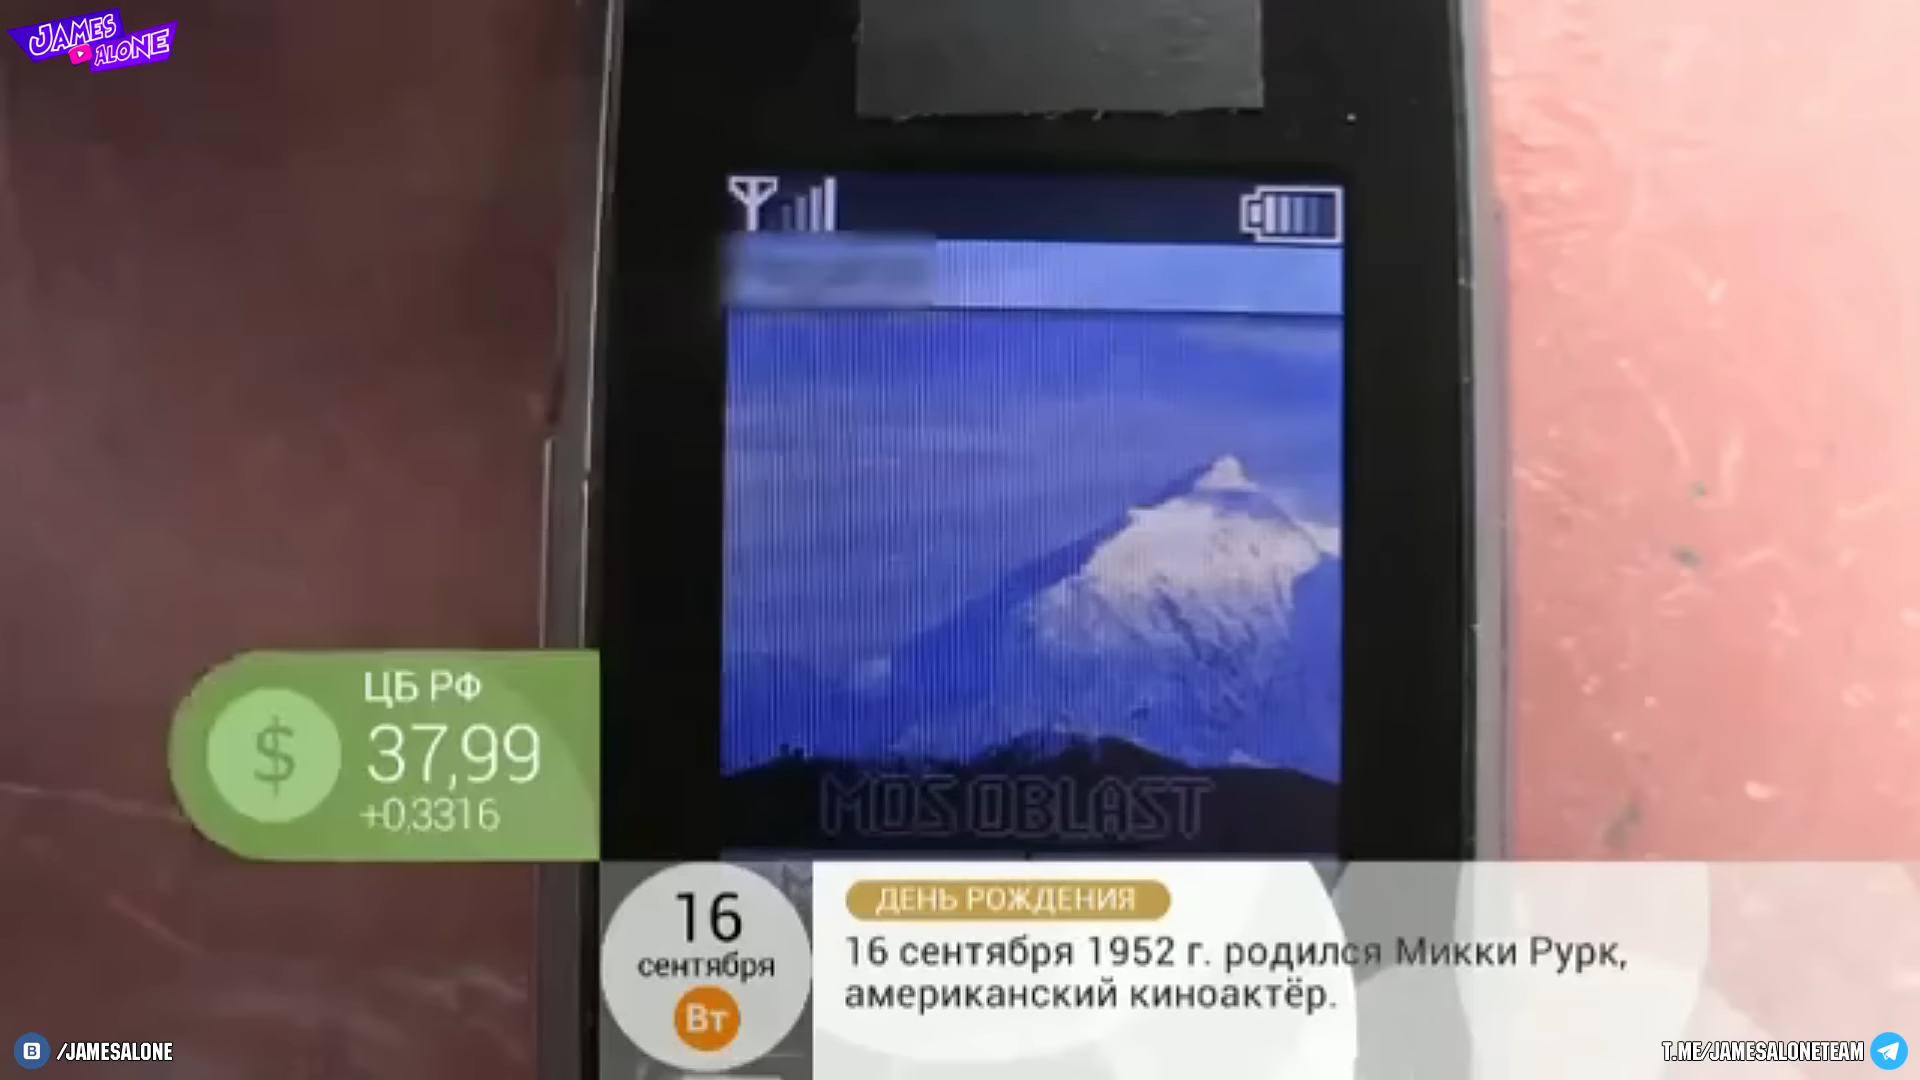 JAMES
ALONE
MOS OBLAST
ЦБ РФ
$
37,99
+0,3316
16
сентября
Вт
ДЕНЬ РОЖДЕНИЯ
16 сентября 1952 г. родился Микки Рурк,
американский киноактёр.
/JAMESALONE
T.ME/JAMESALONETEAM